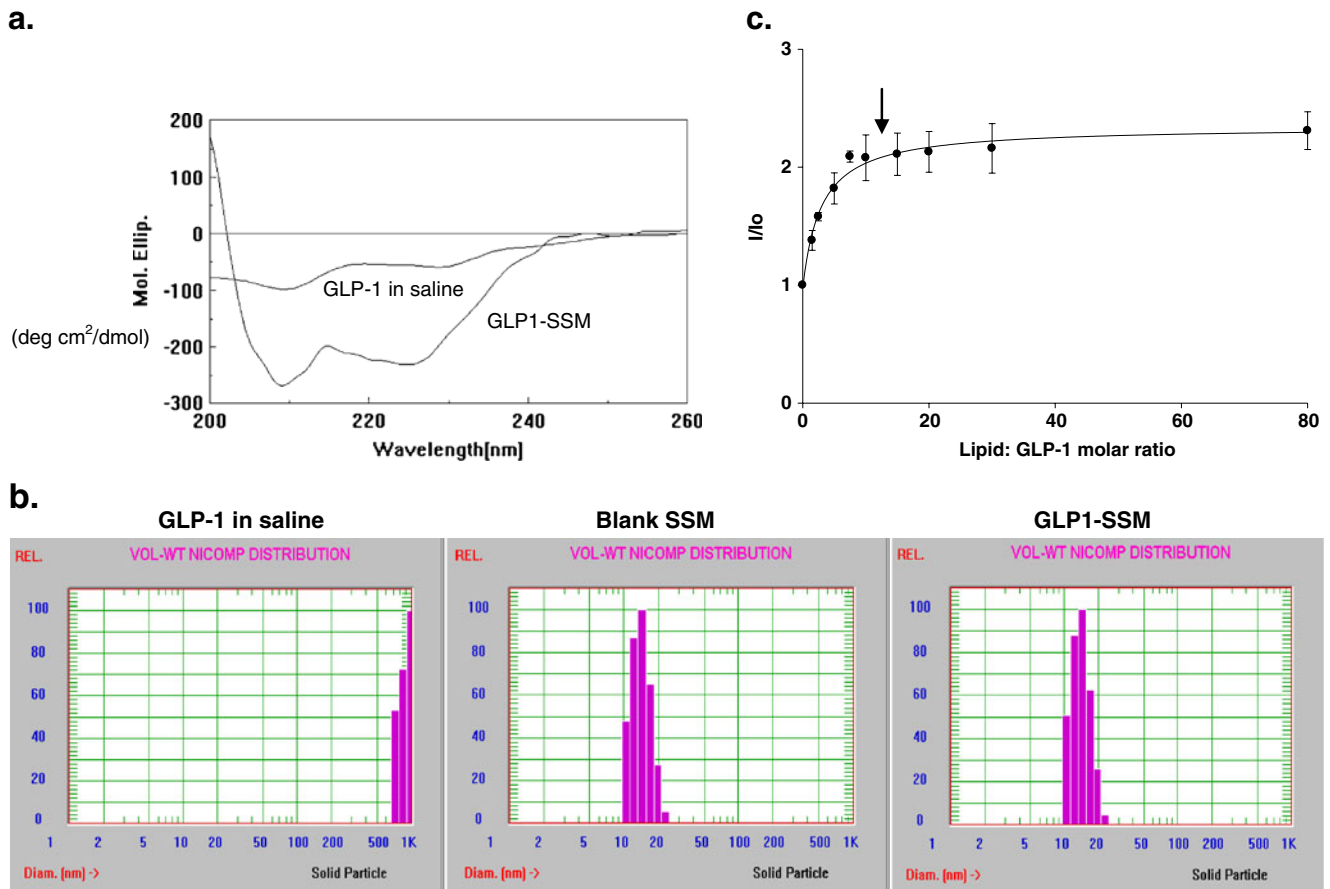 a.
200
100
0
-100
-200
-300
Mol. Ellip.
(deg cm²/dmol)
GLP-1 in saline
GLP1-SSM
200
220
240
260
Wavelength[nm]
c.
3
2
1
0
I/Io
0
20
40
60
80
Lipid: GLP-1 molar ratio
b.
GLP-1 in saline
REL.
VOL-WT NICOMP DISTRIBUTION
100
80
60
40
20
0
1 2 5 10 20 50 100 200 500 1K
Diam. (nm) ->
Solid Particle
Blank SSM
REL.
VOL-WT NICOMP DISTRIBUTION
100
80
60
40
20
0
1 2 5 10 20 50 100 200 500 1K
Diam. (nm) ->
Solid Particle
GLP1-SSM
REL.
VOL-WT NICOMP DISTRIBUTION
100
80
60
40
20
0
1 2 5 10 20 50 100 200 500 1K
Diam. (nm) ->
Solid Particle